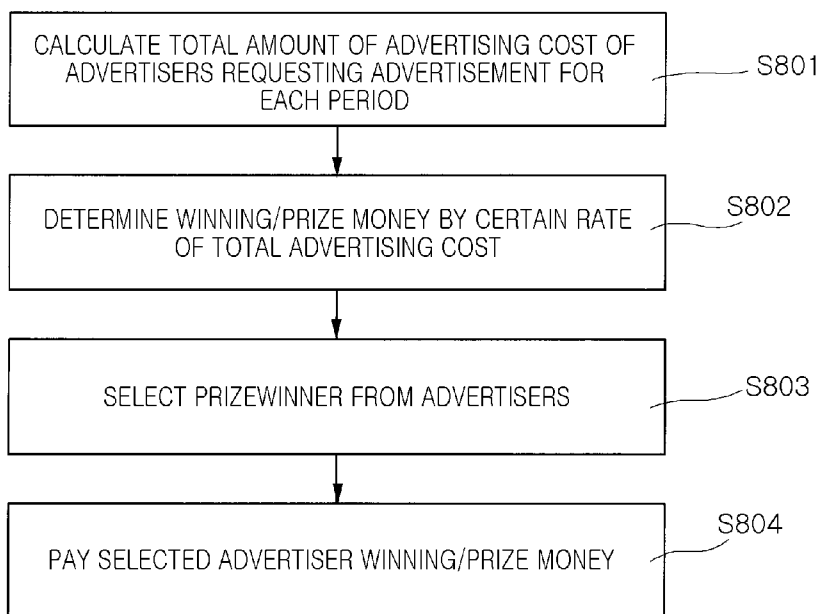 CALCULATE TOTAL AMOUNT OF ADVERTISING COST OF
ADVERTISERS REQUESTING ADVERTISEMENT FOR
EACH PERIOD
S801
DETERMINE WINNING/PRIZE MONEY BY CERTAIN RATE
OF TOTAL ADVERTISING COST
S802
SELECT PRIZEWINNER FROM ADVERTISERS
S803
PAY SELECTED ADVERTISER WINNING/PRIZE MONEY
S804